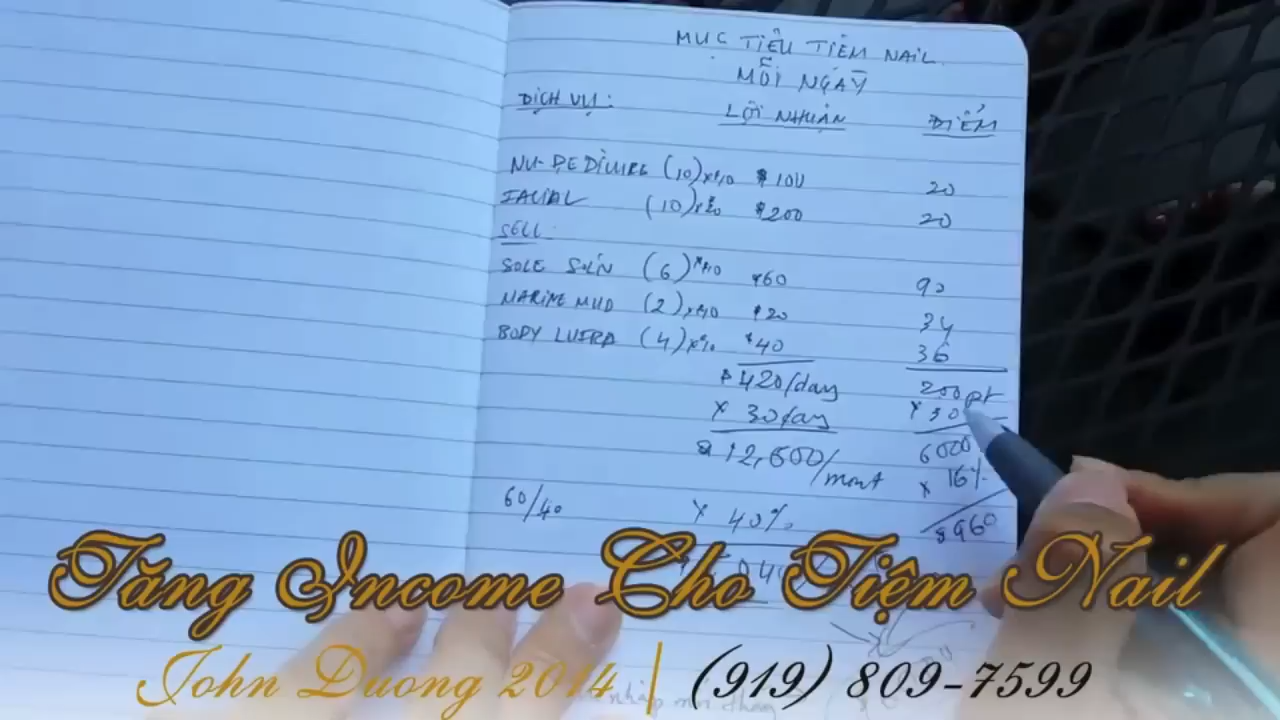 MỤC TIÊU TIỆM NAIL
MỖI NGÀY
DỊCH VỤ: LỢI NHUẬN ĐIỂM
NU-PEDICURE (10) x $10 $100 20
FACIAL (10) x 20 $200 20
SELL:
SOLE SKIN (6) x $10 $60 90
MARINE MUD (2) x $10 $20 34
BODY (4) x 10 $40 36
$420/day 200pt
x 30day x 30
$12,600/mont 6000
60/40 x 40% x 16%
$960
Tăng Income Cho Tiệm Nail
John Duong 2014 | (919) 809-7599